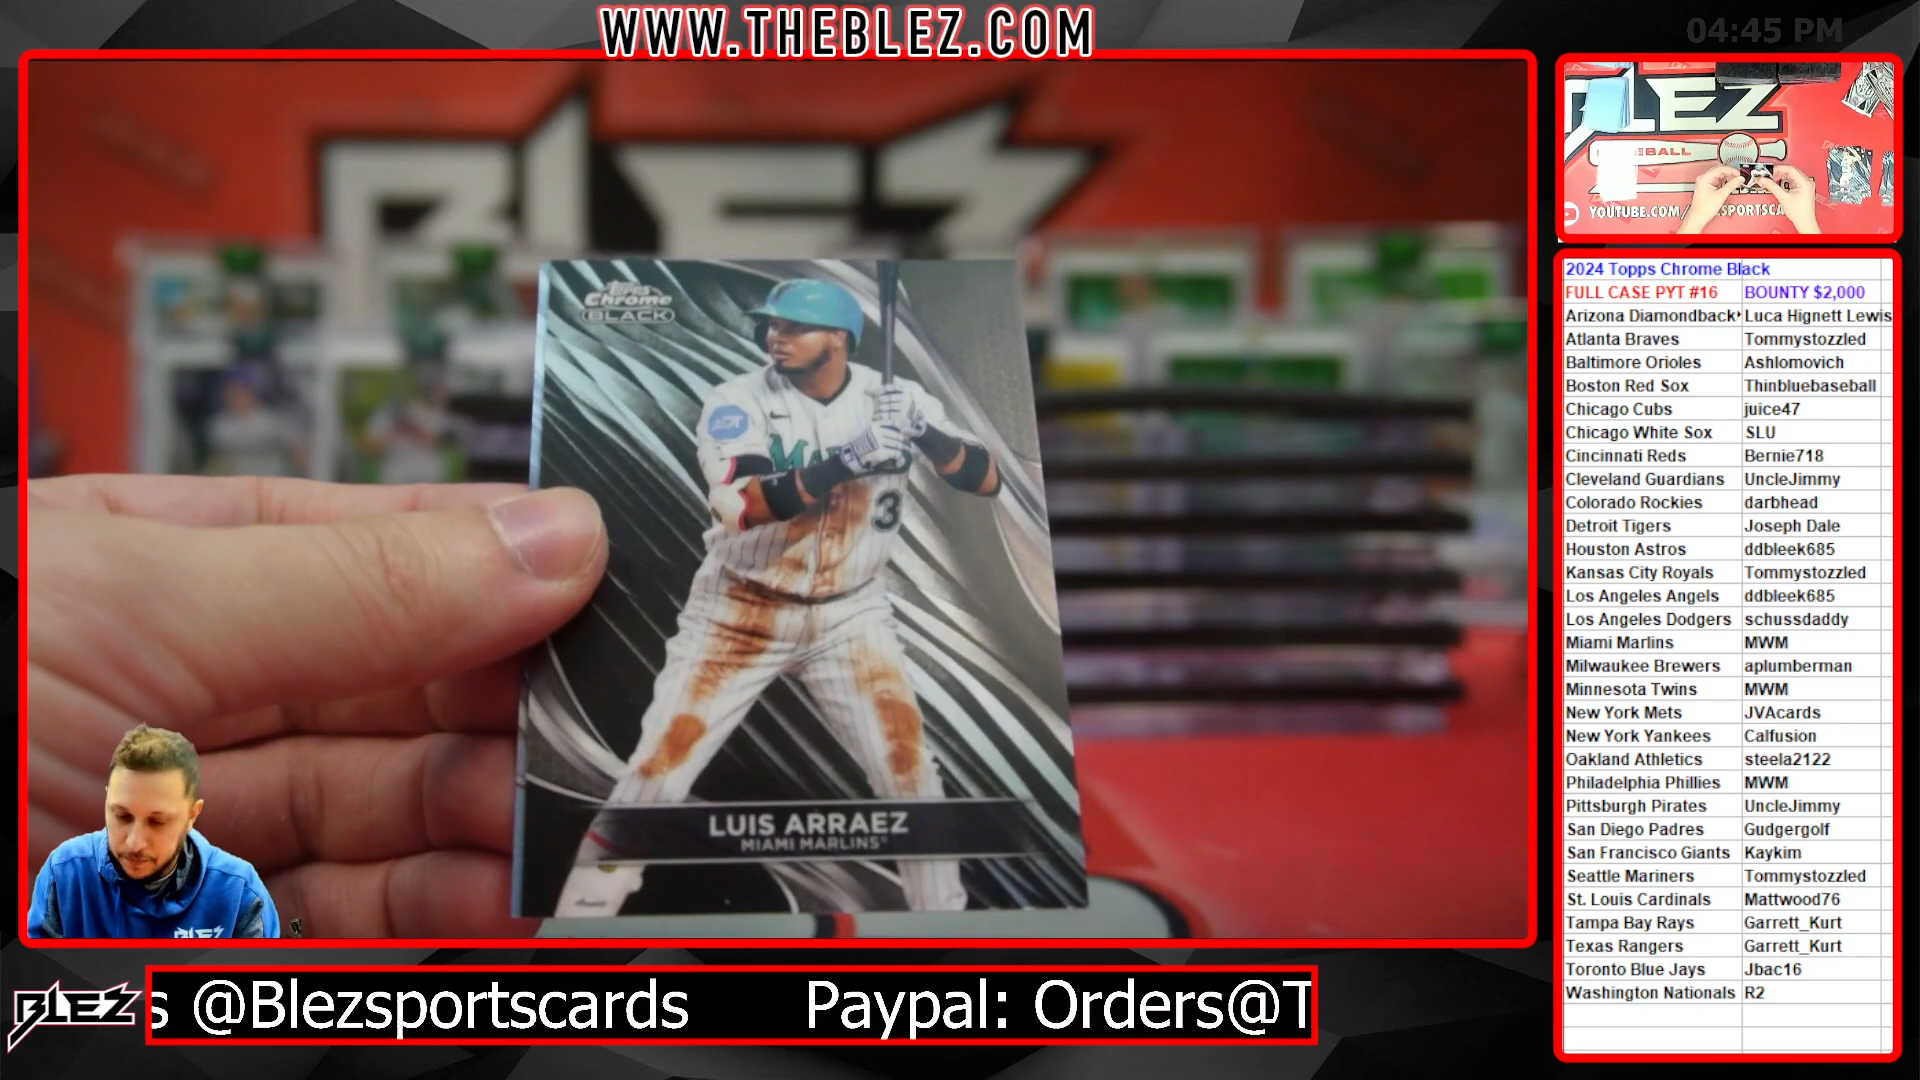 WWW.THEBLEZ.COM
04:45 PM
BLEZ
Topps
Chrome
BLACK
ADT
3
LUIS ARRAEZ
MIAMI MARLINS
BLEZ
BLEZ
s @Blezsportscards Paypal: Orders@T
BLEZ
YOUTUBE.COM/
2024 Topps Chrome Black
FULL CASE PYT #16 BOUNTY $2,000
Arizona Diamondback Luca Hignett Lewis
Atlanta Braves Tommystozzled
Baltimore Orioles Ashlomovich
Boston Red Sox Thinbluebaseball
Chicago Cubs juice47
Chicago White Sox SLU
Cincinnati Reds Bernie718
Cleveland Guardians UncleJimmy
Colorado Rockies darbhead
Detroit Tigers Joseph Dale
Houston Astros ddbleek685
Kansas City Royals Tommystozzled
Los Angeles Angels ddbleek685
Los Angeles Dodgers schussdaddy
Miami Marlins MWM
Milwaukee Brewers aplumberman
Minnesota Twins MWM
New York Mets JVAcards
New York Yankees Calfusion
Oakland Athletics steela2122
Philadelphia Phillies MWM
Pittsburgh Pirates UncleJimmy
San Diego Padres Gudgergolf
San Francisco Giants Kaykim
Seattle Mariners Tommystozzled
St. Louis Cardinals Mattwood76
Tampa Bay Rays Garrett_Kurt
Texas Rangers Garrett_Kurt
Toronto Blue Jays Jbac16
Washington Nationals R2